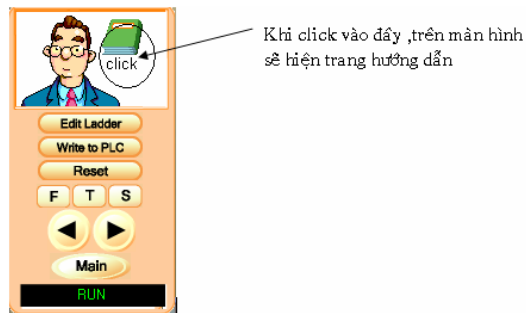 Khi click vào đây ,trên màn hình
sẽ hiện trang hướng dẫn
click
Edit Ladder
Write to PLC
Reset
F T S
Main
RUN